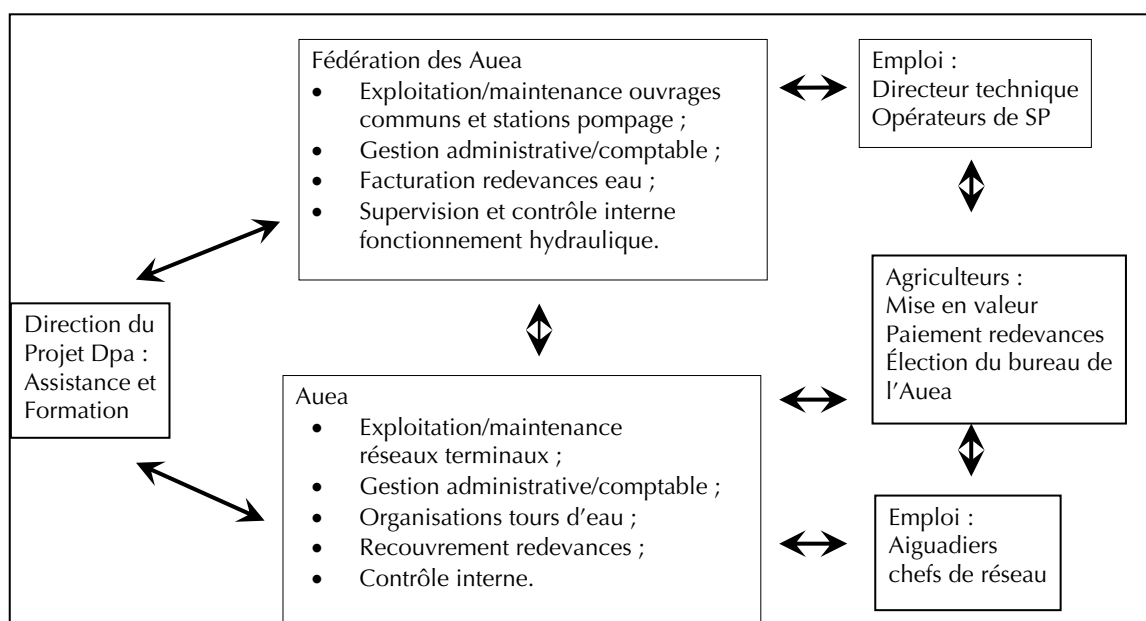 Fédération des Auea
• Exploitation/maintenance ouvrages
communs et stations pompage ;
• Gestion administrative/comptable ;
• Facturation redevances eau ;
• Supervision et contrôle interne
fonctionnement hydraulique.
Emploi :
Directeur technique
Opérateurs de SP
Direction du
Projet Dpa :
Assistance et
Formation
Agriculteurs :
Mise en valeur
Paiement redevances
Élection du bureau de
l’Auea
Auea
• Exploitation/maintenance
réseaux terminaux ;
• Gestion administrative/comptable ;
• Organisations tours d’eau ;
• Recouvrement redevances ;
• Contrôle interne.
Emploi :
Aiguadiers
chefs de réseau